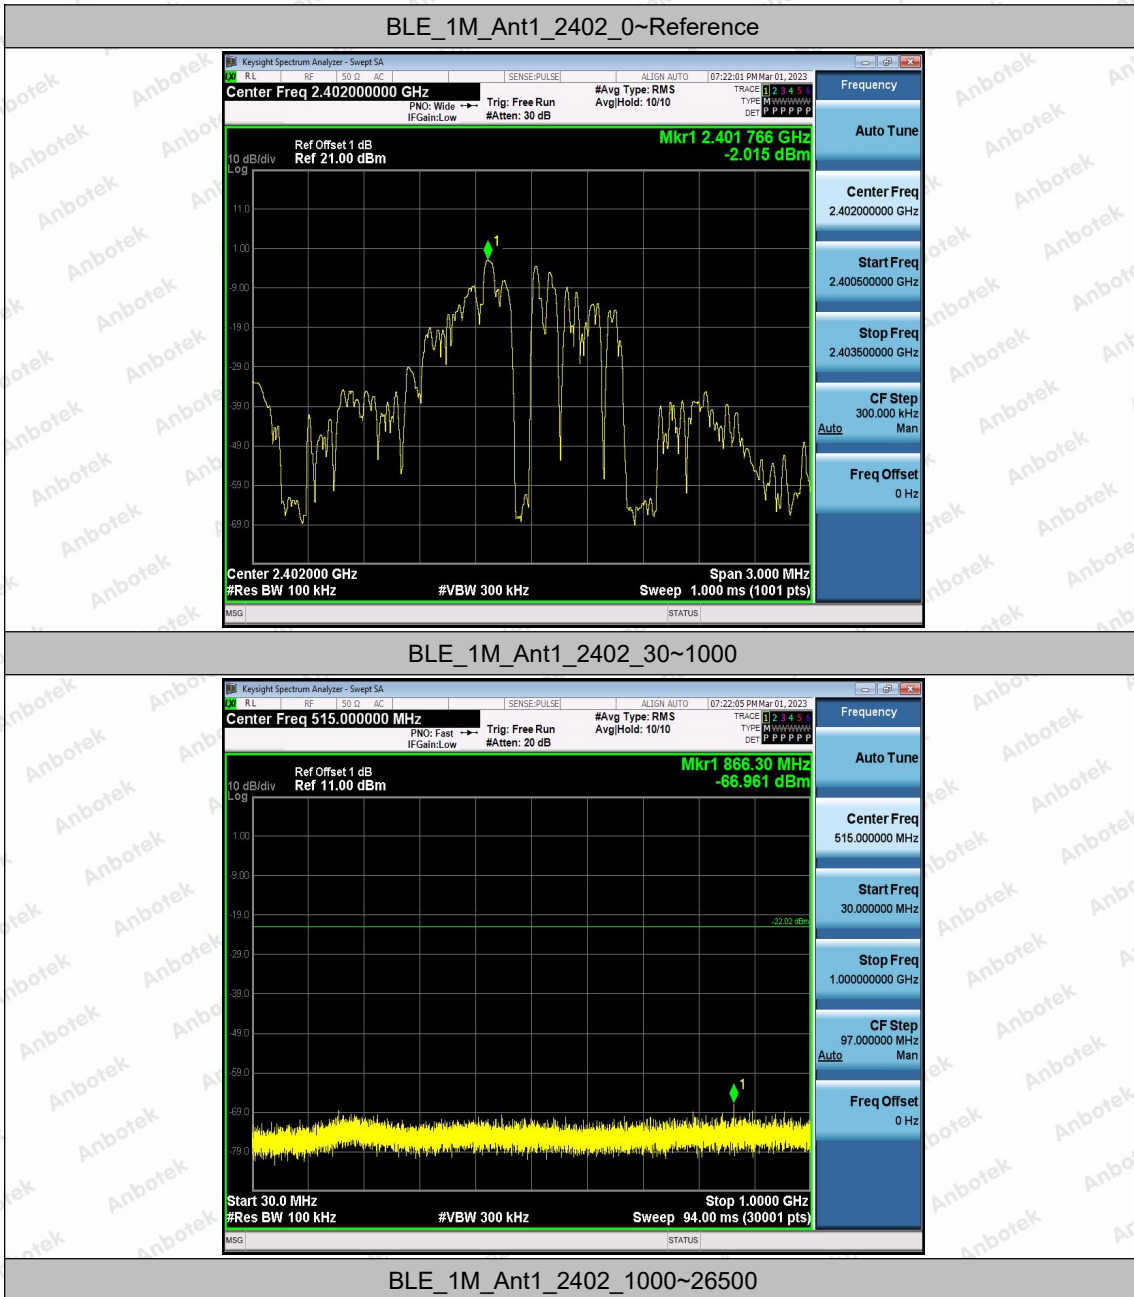 BLE_1M_Ant1_2402_0~Reference
Keysight Spectrum Analyzer - Swept SA
LXI RL RF 50 Ω AC SENSE:PULSE ALIGN AUTO 07:22:01 PM Mar 01, 2023
Center Freq 2.402000000 GHz
PNO: Wide
IFGain:Low
Trig: Free Run
#Atten: 30 dB
#Avg Type: RMS
Avg|Hold: 10/10
TRACE 1 2 3 4 5 6
TYPE M W W W W W
DET P P P P P P
Frequency
Auto Tune
Center Freq
2.402000000 GHz
Start Freq
2.400500000 GHz
Stop Freq
2.403500000 GHz
CF Step
300.000 kHz
Auto Man
Freq Offset
0 Hz
Mkr1 2.401 766 GHz
-2.015 dBm
Ref Offset 1 dB
10 dB/div Ref 21.00 dBm
Log
11.0
1
1.00
-9.00
-19.0
-29.0
-39.0
-49.0
-59.0
-69.0
Center 2.402000 GHz Span 3.000 MHz
#Res BW 100 kHz #VBW 300 kHz Sweep 1.000 ms (1001 pts)
MSG STATUS
BLE_1M_Ant1_2402_30~1000
Keysight Spectrum Analyzer - Swept SA
LXI RL RF 50 Ω AC SENSE:PULSE ALIGN AUTO 07:22:05 PM Mar 01, 2023
Center Freq 515.000000 MHz
PNO: Fast
IFGain:Low
Trig: Free Run
#Atten: 20 dB
#Avg Type: RMS
Avg|Hold: 10/10
TRACE 1 2 3 4 5 6
TYPE M W W W W W
DET P P P P P P
Frequency
Auto Tune
Center Freq
515.000000 MHz
Start Freq
30.000000 MHz
Stop Freq
1.000000000 GHz
CF Step
97.000000 MHz
Auto Man
Freq Offset
0 Hz
Mkr1 866.30 MHz
-66.961 dBm
Ref Offset 1 dB
10 dB/div Ref 11.00 dBm
Log
1.00
-9.00
-19.0
-22.02 dBm
-29.0
-39.0
-49.0
-59.0
1
-69.0
-79.0
Start 30.0 MHz Stop 1.0000 GHz
#Res BW 100 kHz #VBW 300 kHz Sweep 94.00 ms (30001 pts)
MSG STATUS
BLE_1M_Ant1_2402_1000~26500
Anbotek